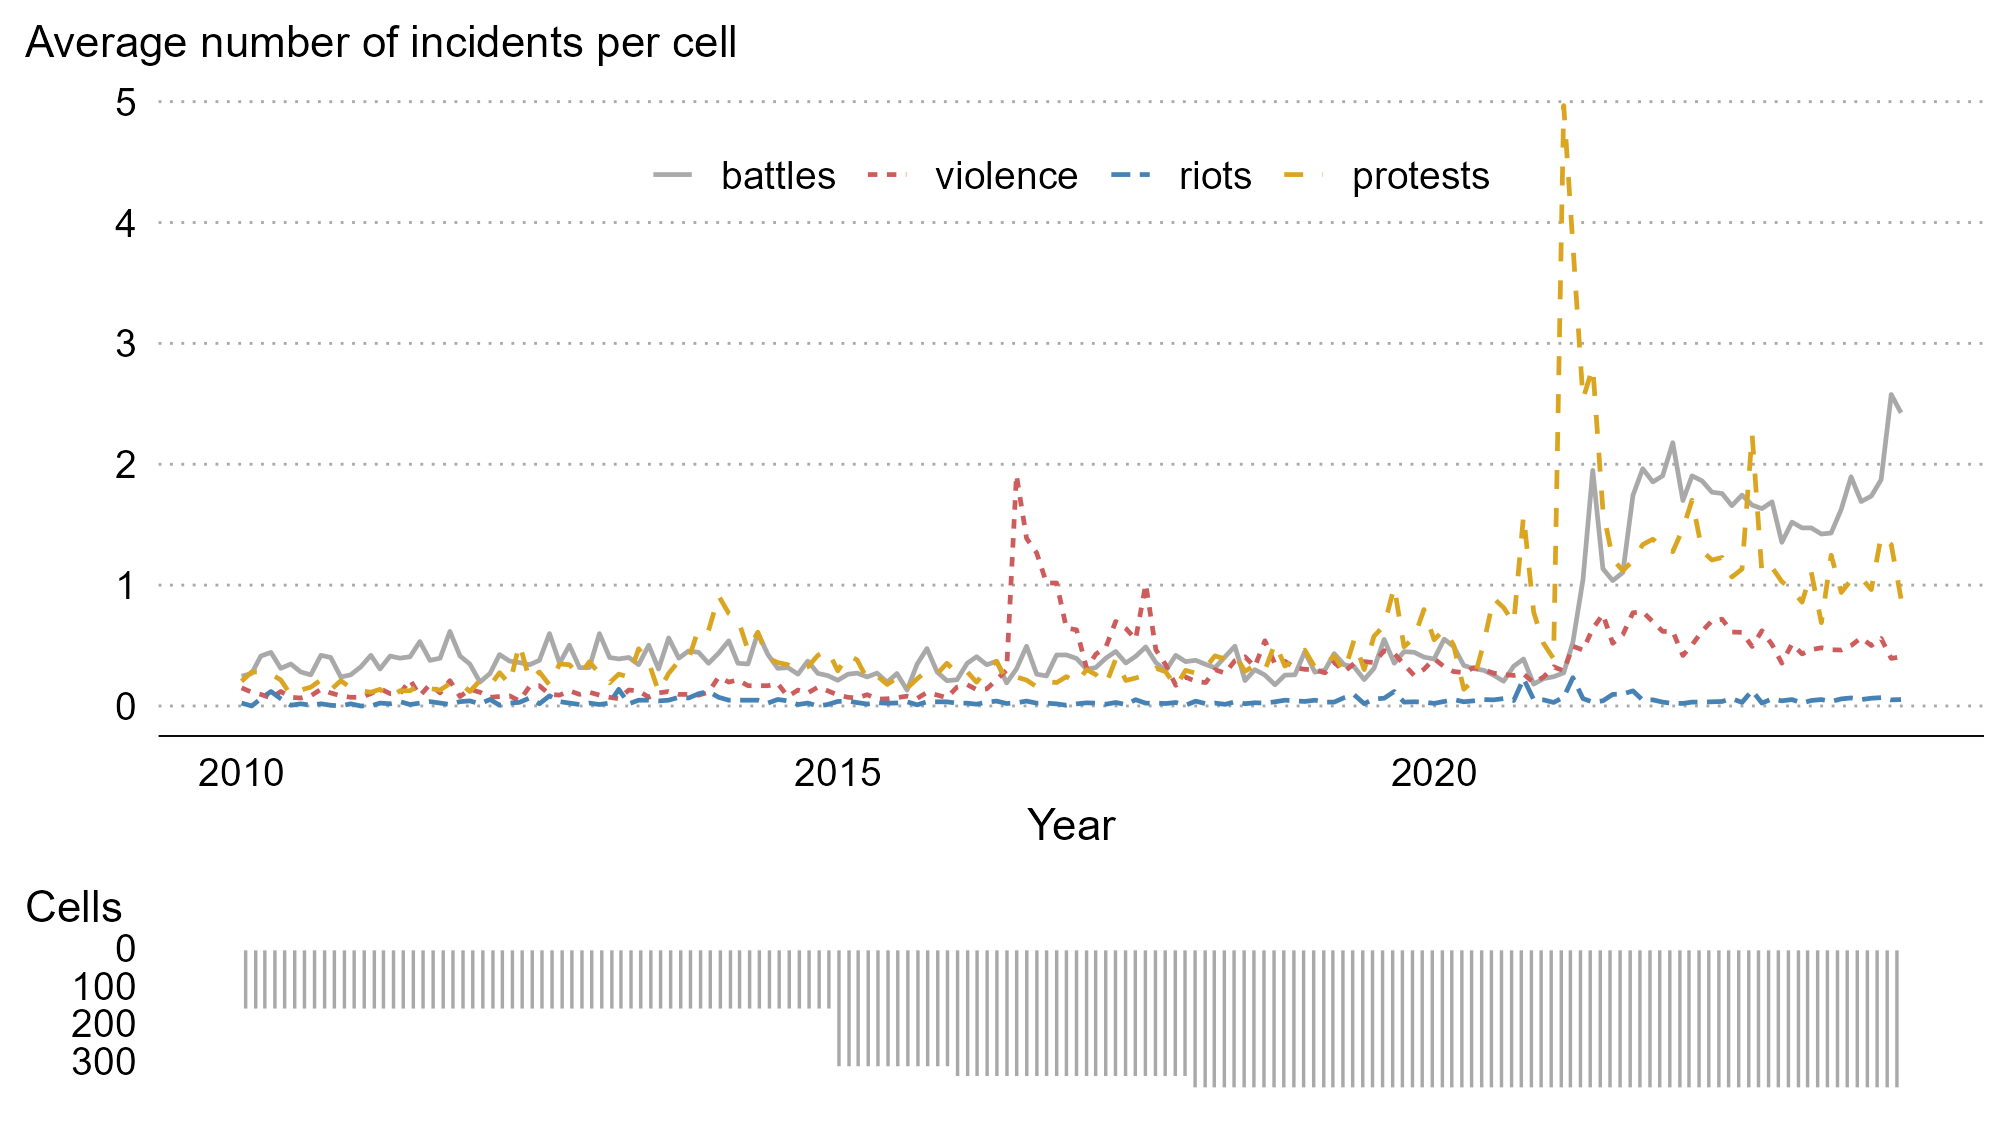 Average number of incidents per cell
5
battles violence riots protests
4
3
2
1
0
2010 2015 2020
Year
Cells
0
100
200
300